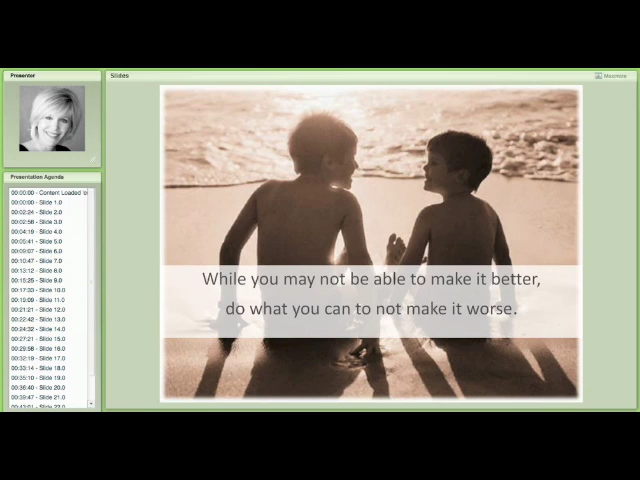 Presenter
Slides
Maximize
Presentation Agenda
00:00:00 - Content Loaded
00:00:00 - Slide 1.0
00:02:24 - Slide 2.0
00:02:58 - Slide 3.0
00:04:19 - Slide 4.0
00:05:41 - Slide 5.0
00:09:07 - Slide 6.0
00:10:47 - Slide 7.0
00:13:12 - Slide 8.0
00:15:25 - Slide 9.0
00:17:33 - Slide 10.0
00:19:09 - Slide 11.0
00:21:21 - Slide 12.0
00:22:42 - Slide 13.0
00:24:32 - Slide 14.0
00:27:21 - Slide 15.0
00:29:58 - Slide 16.0
00:32:19 - Slide 17.0
00:33:14 - Slide 18.0
00:35:10 - Slide 19.0
00:36:40 - Slide 20.0
00:39:47 - Slide 21.0
While you may not be able to make it better,
do what you can to not make it worse.